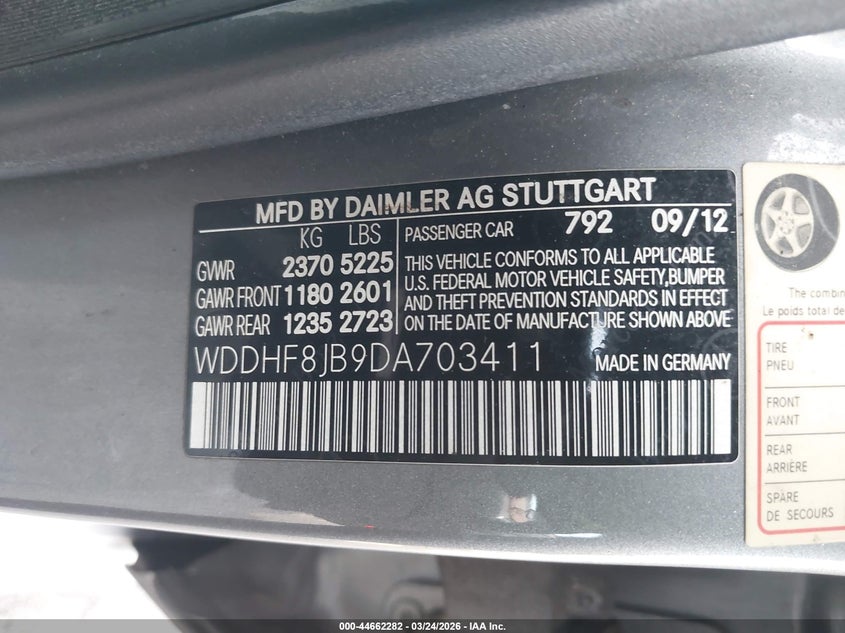 MFD BY DAIMLER AG STUTTGART
KG LBS
GVWR 2370 5225
GAWR FRONT 1180 2601
GAWR REAR 1235 2723
PASSENGER CAR 792 09/12
THIS VEHICLE CONFORMS TO ALL APPLICABLE
U.S. FEDERAL MOTOR VEHICLE SAFETY,BUMPER
AND THEFT PREVENTION STANDARDS IN EFFECT
ON THE DATE OF MANUFACTURE SHOWN ABOVE
WDDHF8JB9DA703411 MADE IN GERMANY
The combin
Le poids total de
TIRE
PNEU
FRONT
AVANT
REAR
ARRIÈRE
SPARE
DE SECOURS
000-44662282 - 03/24/2026 - IAA Inc.